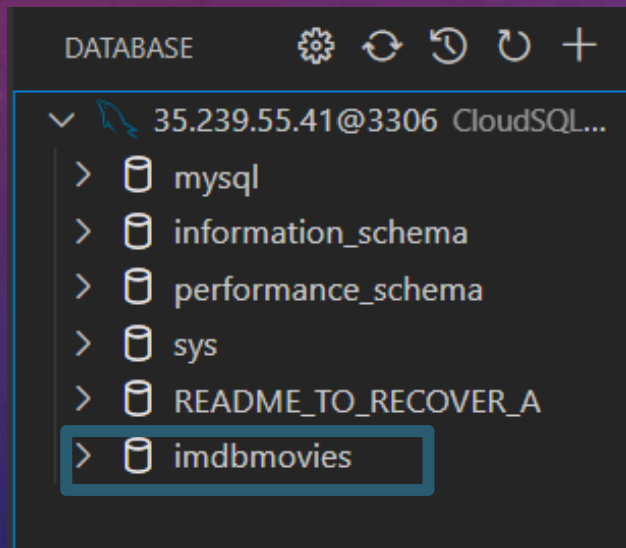 DATABASE
35.239.55.41@3306 CloudSQL...
mysql
information_schema
performance_schema
sys
README_TO_RECOVER_A
imdbmovies